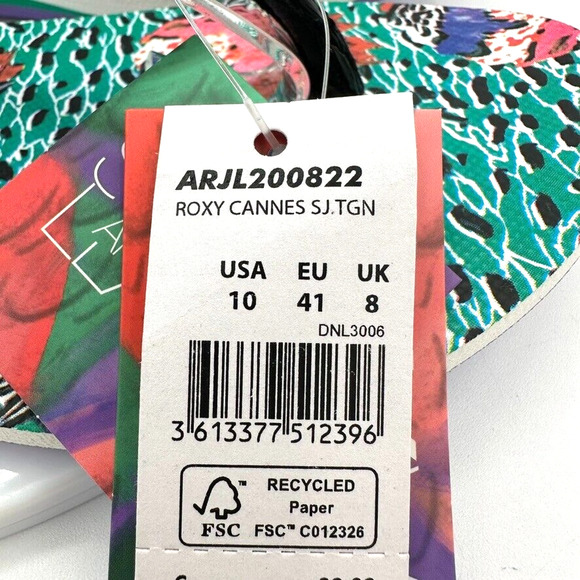 ARJL200822
ROXY CANNES SJ.TGN
USA EU UK
10 41 8
DNL3006
3 613377 512396
RECYCLED
Paper
FSC™ C012326
FSC